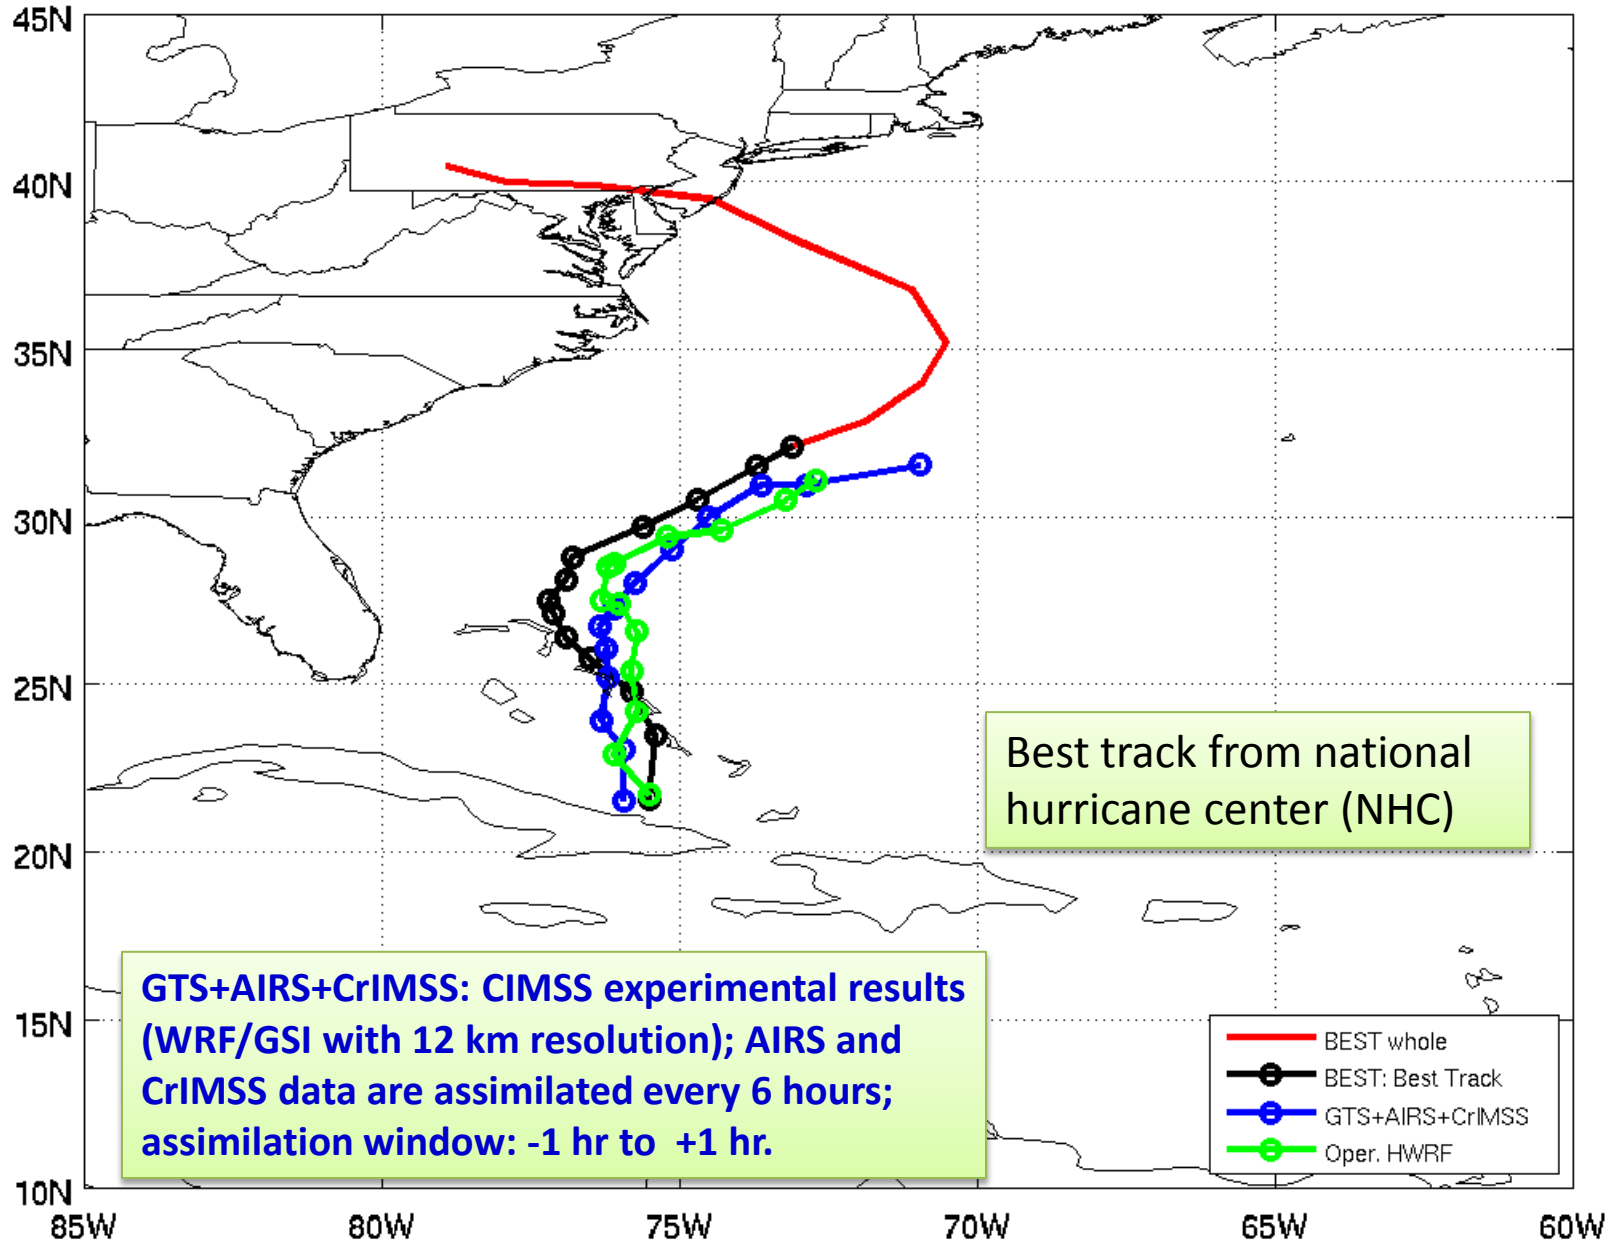 45N
40N
35N
30N
25N
20N
15N
10N
85W
80W
75W
70W
65W
60W
Best track from national
hurricane center (NHC)
GTS+AIRS+CrIMSS: CIMSS experimental results
(WRF/GSI with 12 km resolution); AIRS and
CrIMSS data are assimilated every 6 hours;
assimilation window: -1 hr to +1 hr.
BEST whole
BEST: Best Track
GTS+AIRS+CrIMSS
Oper. HWRF